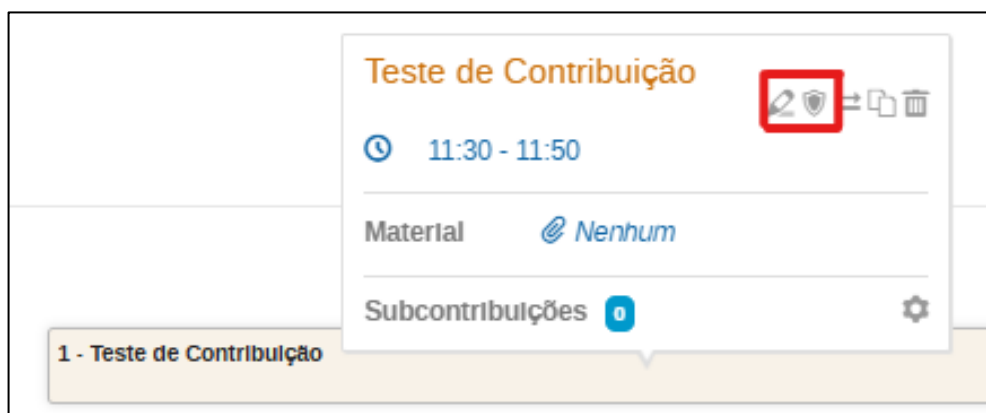 Teste de Contribuição
11:30 - 11:50
Material Nenhum
Subcontribuições 0
1 - Teste de Contribuição